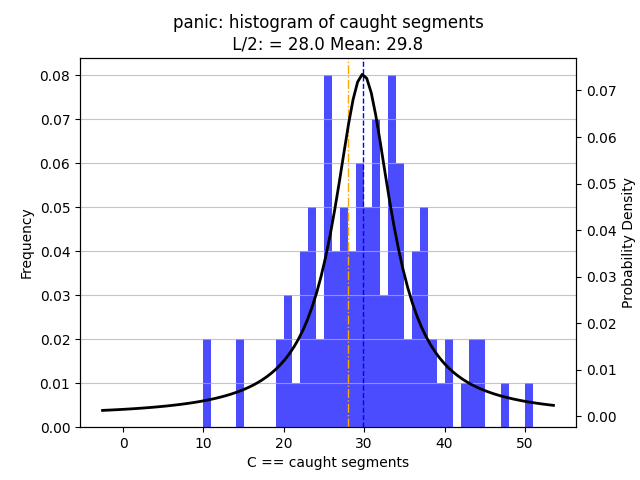 panic: histogram of caught segments
L/2: = 28.0 Mean: 29.8
0.08
0.07
0.06
0.05
0.04
0.03
0.02
0.01
0.00
Frequency
0.07
0.06
0.05
0.04
0.03
0.02
0.01
0.00
Probability Density
0 10 20 30 40 50
C == caught segments